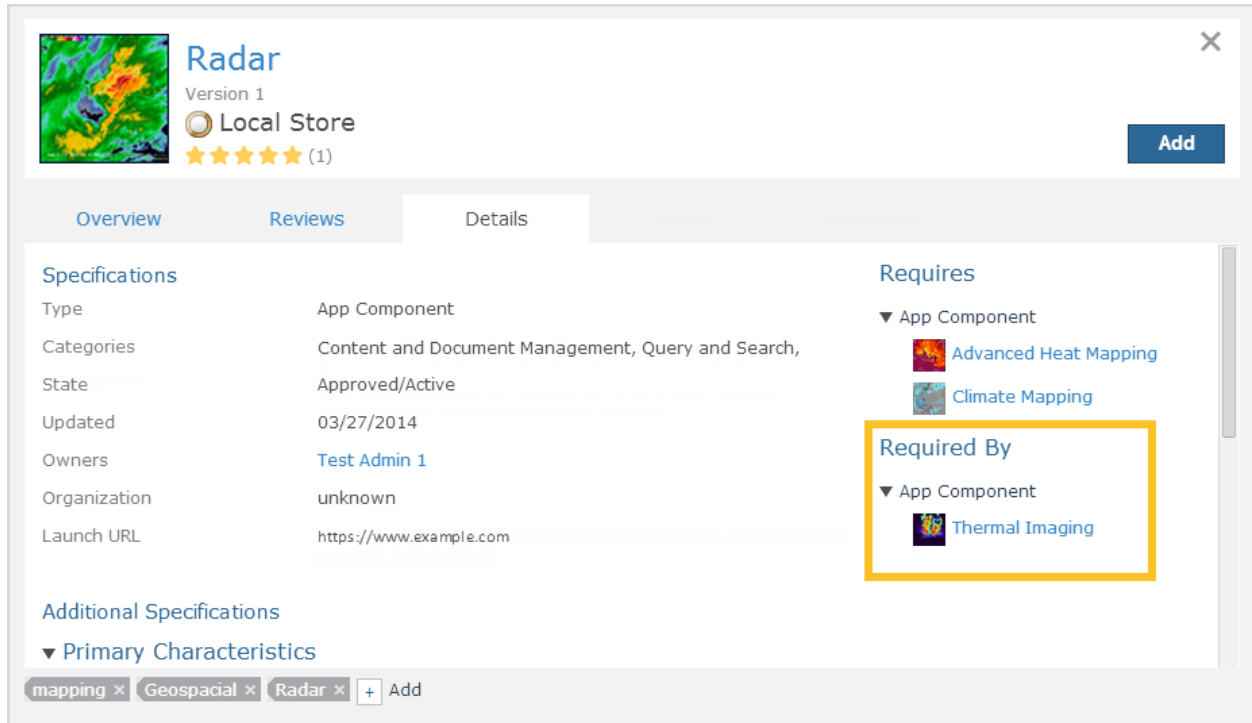 Radar
Version 1
Local Store
(1)
Add
Overview Reviews Details
Specifications
Type App Component
Categories Content and Document Management, Query and Search,
State Approved/Active
Updated 03/27/2014
Owners Test Admin 1
Organization unknown
Launch URL https://www.example.com
Additional Specifications
Primary Characteristics
Requires
App Component
Advanced Heat Mapping
Climate Mapping
Required By
App Component
Thermal Imaging
mapping × Geospacial × Radar × + Add